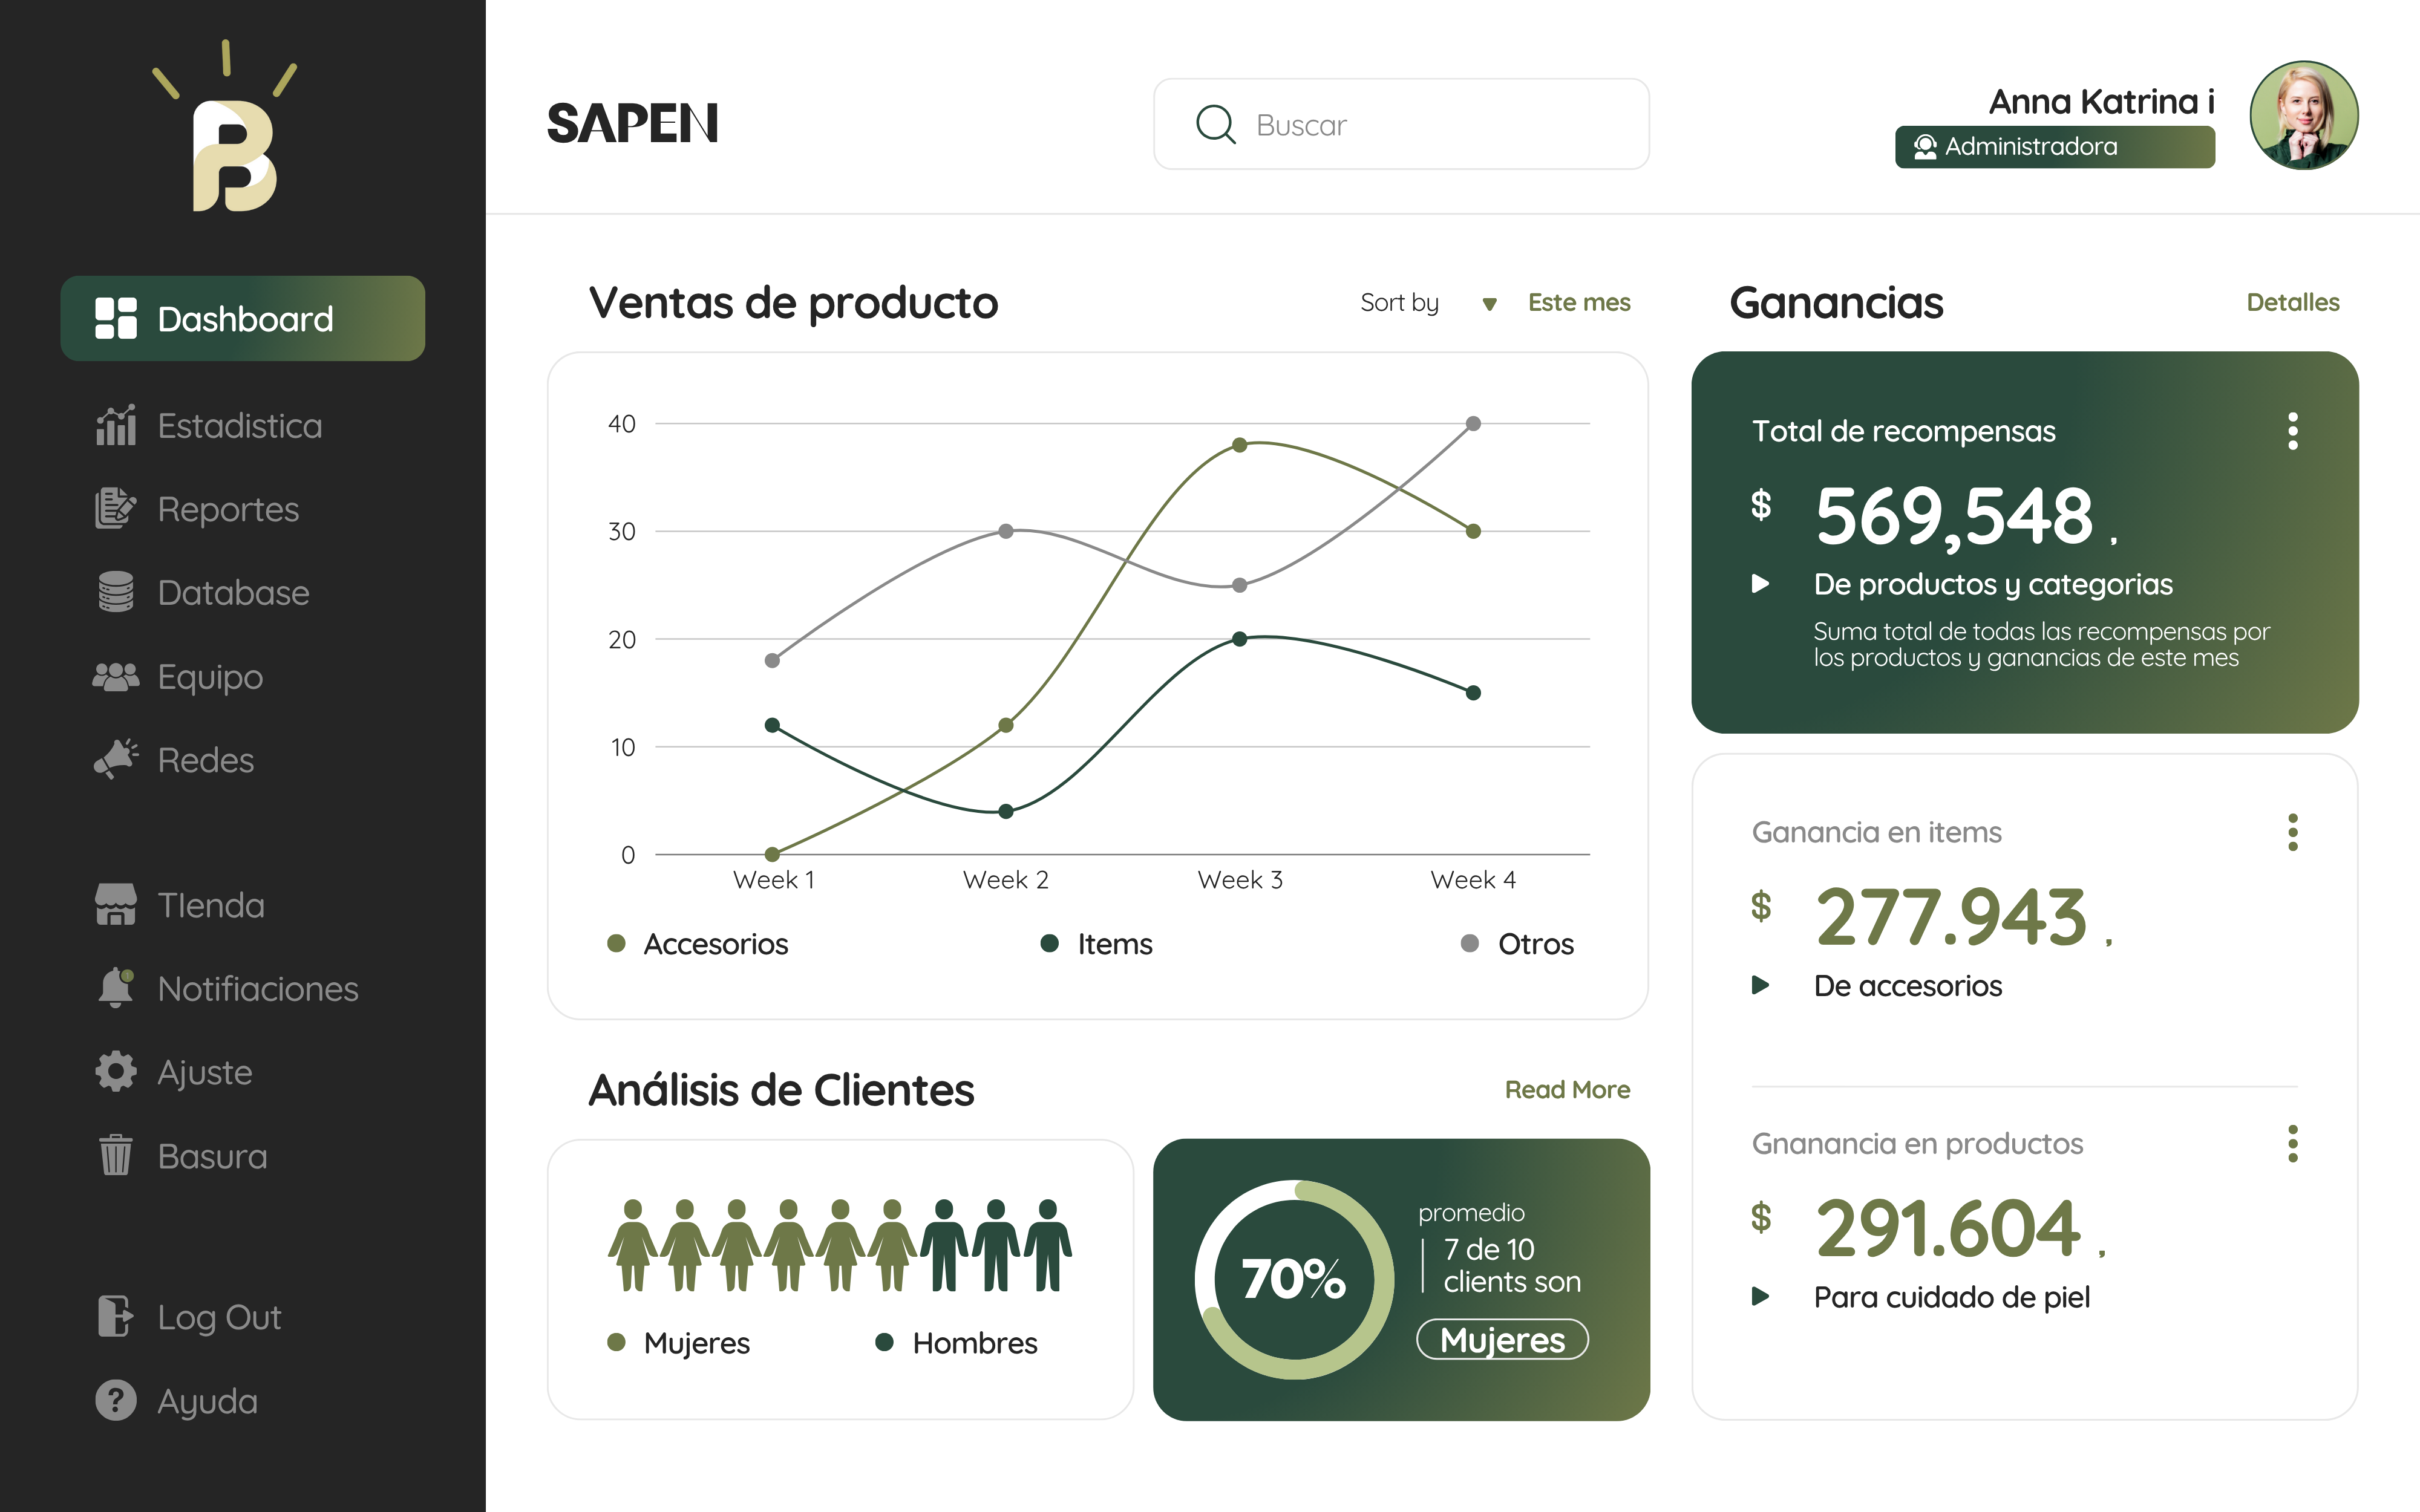 SAPEN
Buscar
Anna Katrina i
Administradora
Dashboard
Estadistica
Reportes
Database
Equipo
Redes
TIenda
Notifiaciones
Ajuste
Basura
Log Out
Ayuda
Ventas de producto
Sort by
Este mes
40
30
20
10
0
Week 1 Week 2 Week 3 Week 4
Accesorios
Items
Otros
Análisis de Clientes
Read More
Mujeres
Hombres
70%
promedio
7 de 10
clients son
Mujeres
Ganancias
Detalles
Total de recompensas
$ 569,548 ,
De productos y categorias
Suma total de todas las recompensas por
los productos y ganancias de este mes
Ganancia en items
$ 277.943 ,
De accesorios
Gnanancia en productos
$ 291.604 ,
Para cuidado de piel